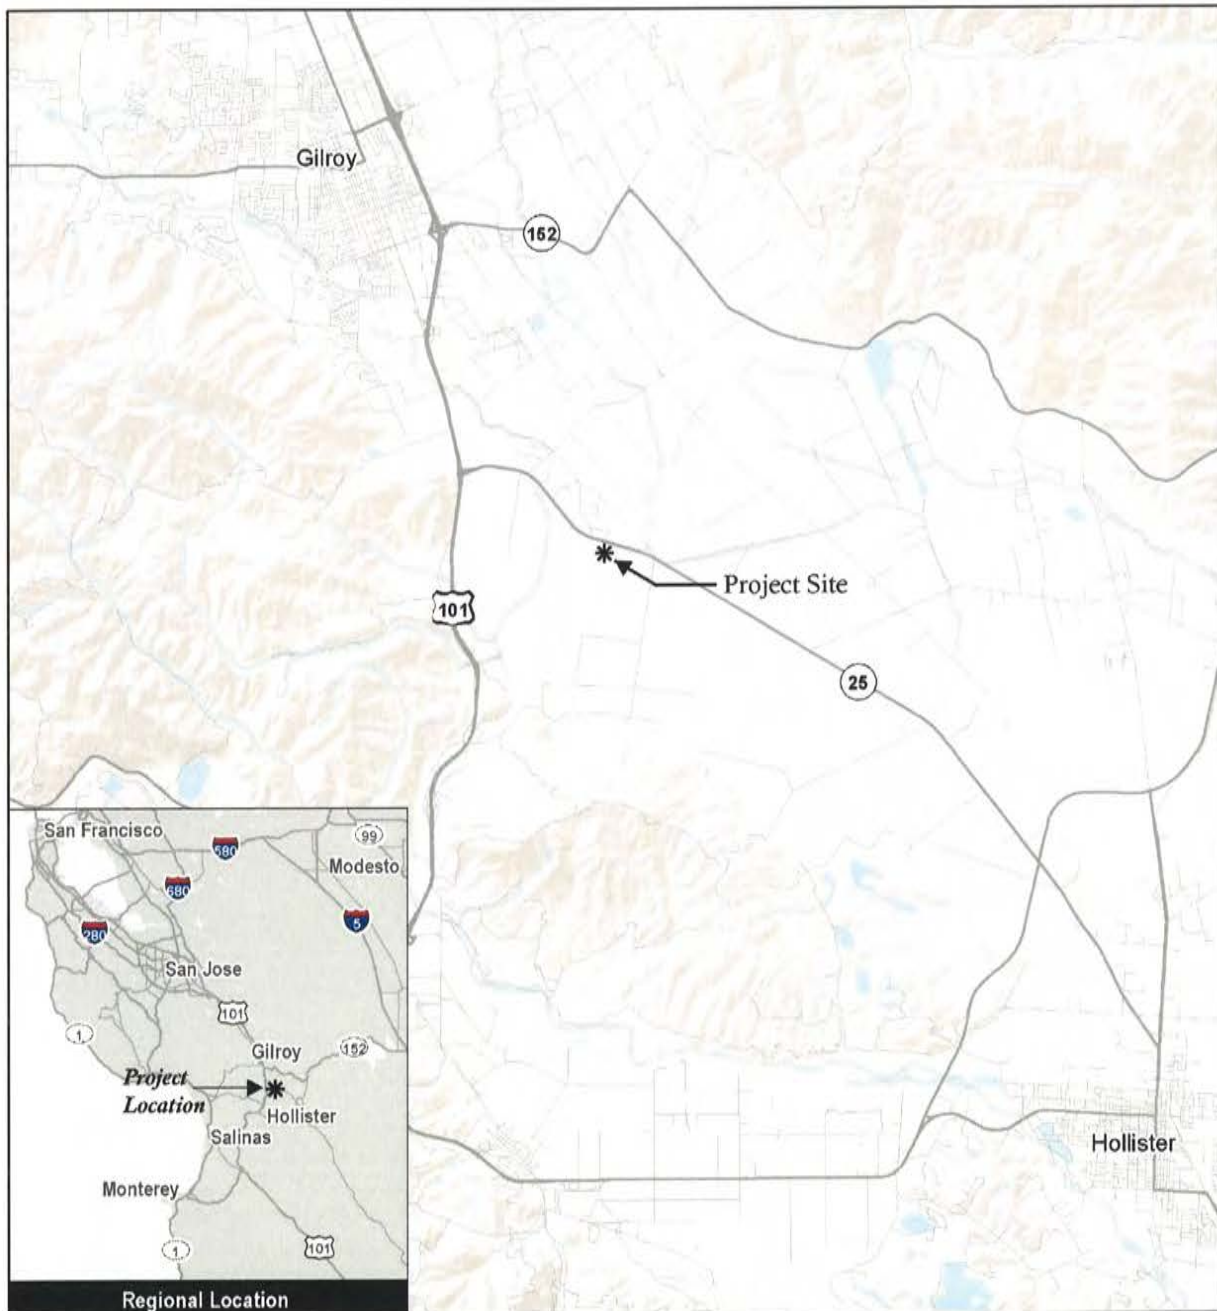 Gilroy
152
Project Site
101
25
Hollister
San Francisco
99
580
Modesto
680
5
280
San Jose
101
1
Gilroy
152
Project
Location
Hollister
Salinas
Monterey
101
1
Regional Location